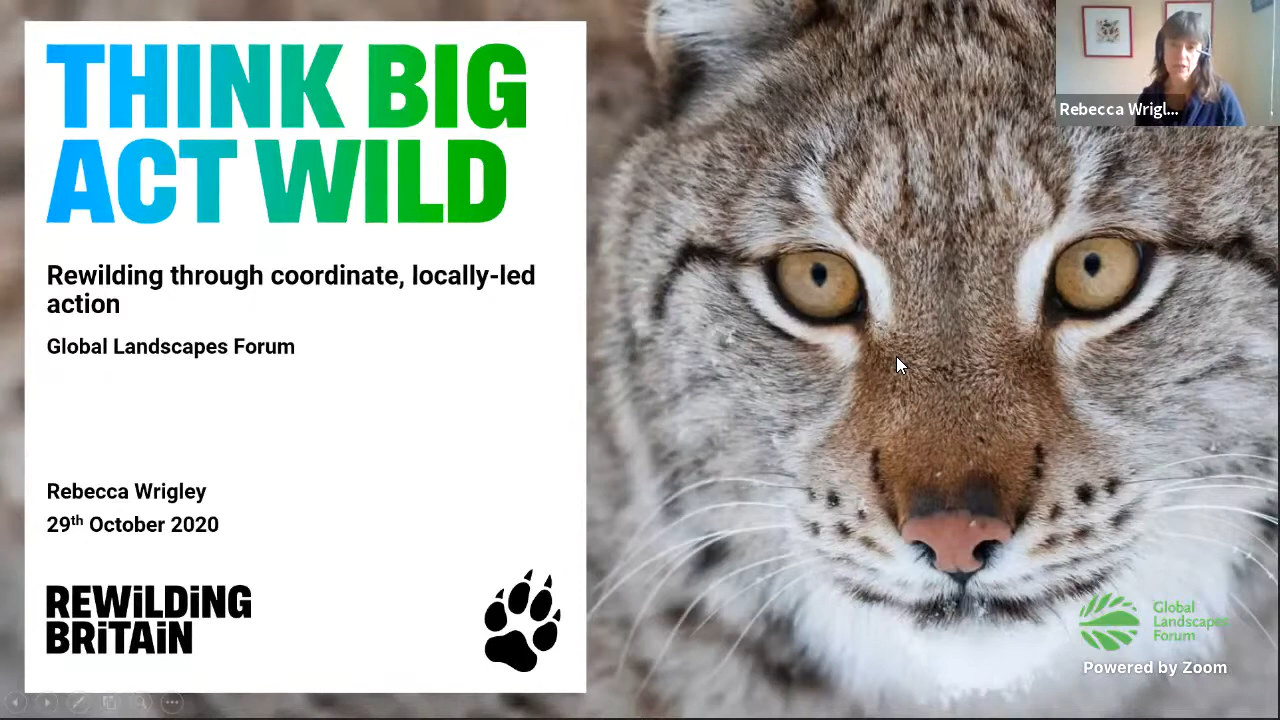 THINK BIG
ACT WILD
Rewilding through coordinate, locally-led
action
Global Landscapes Forum
Rebecca Wrigley
29th October 2020
REWiLDiNG
BRiTAiN
Rebecca Wrigl...
Global
Landscapes
Forum
Powered by Zoom